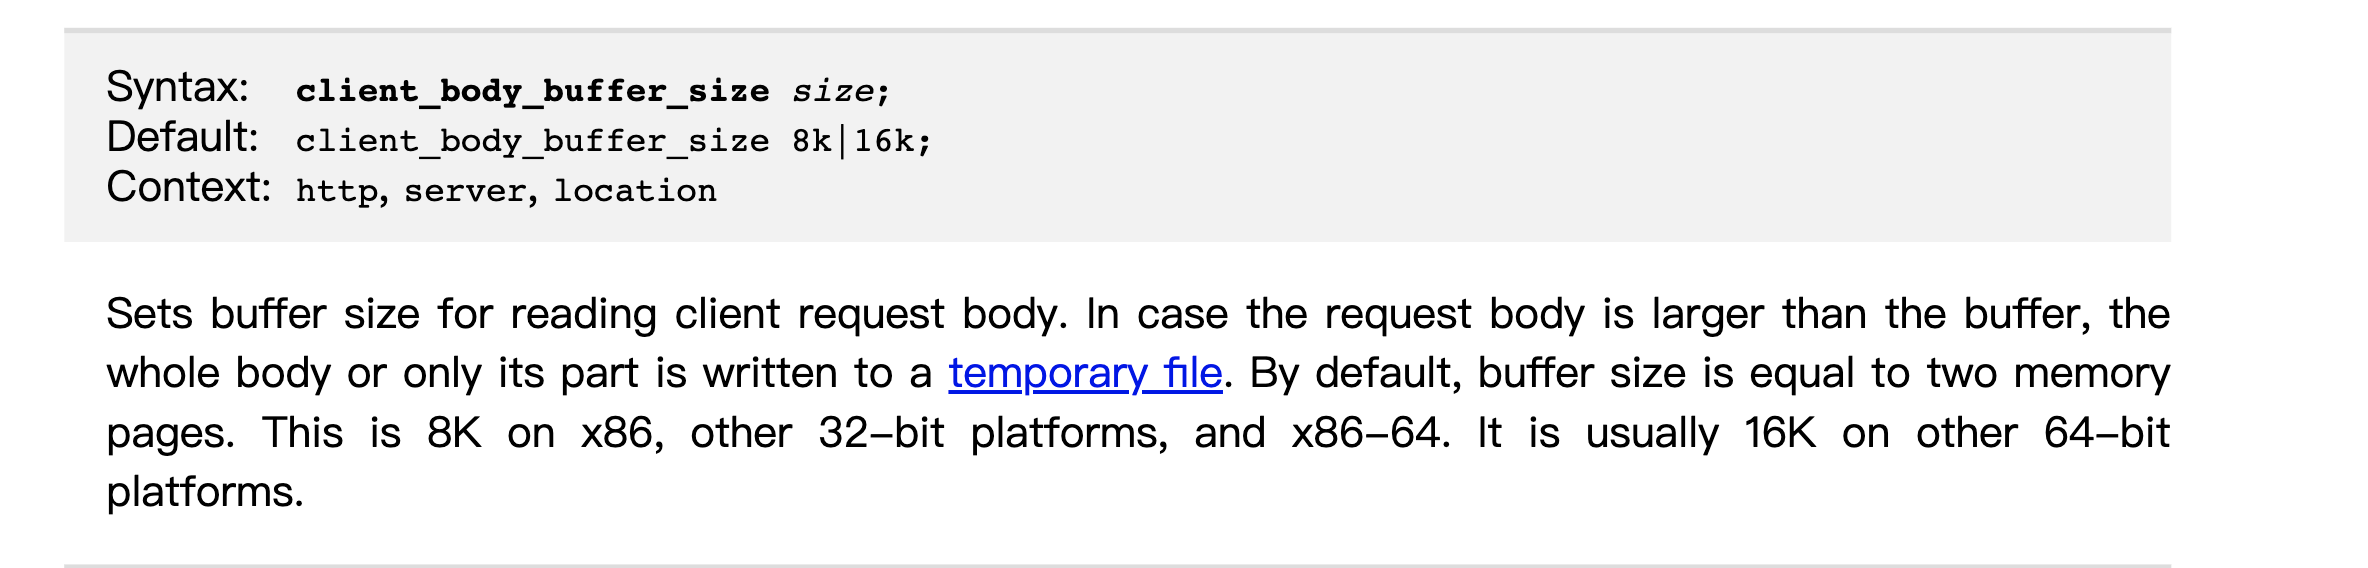 Syntax: client_body_buffer_size size;
Default: client_body_buffer_size 8k|16k;
Context: http, server, location
Sets buffer size for reading client request body. In case the request body is larger than the buffer, the
whole body or only its part is written to a temporary file. By default, buffer size is equal to two memory
pages. This is 8K on x86, other 32–bit platforms, and x86–64. It is usually 16K on other 64–bit
platforms.